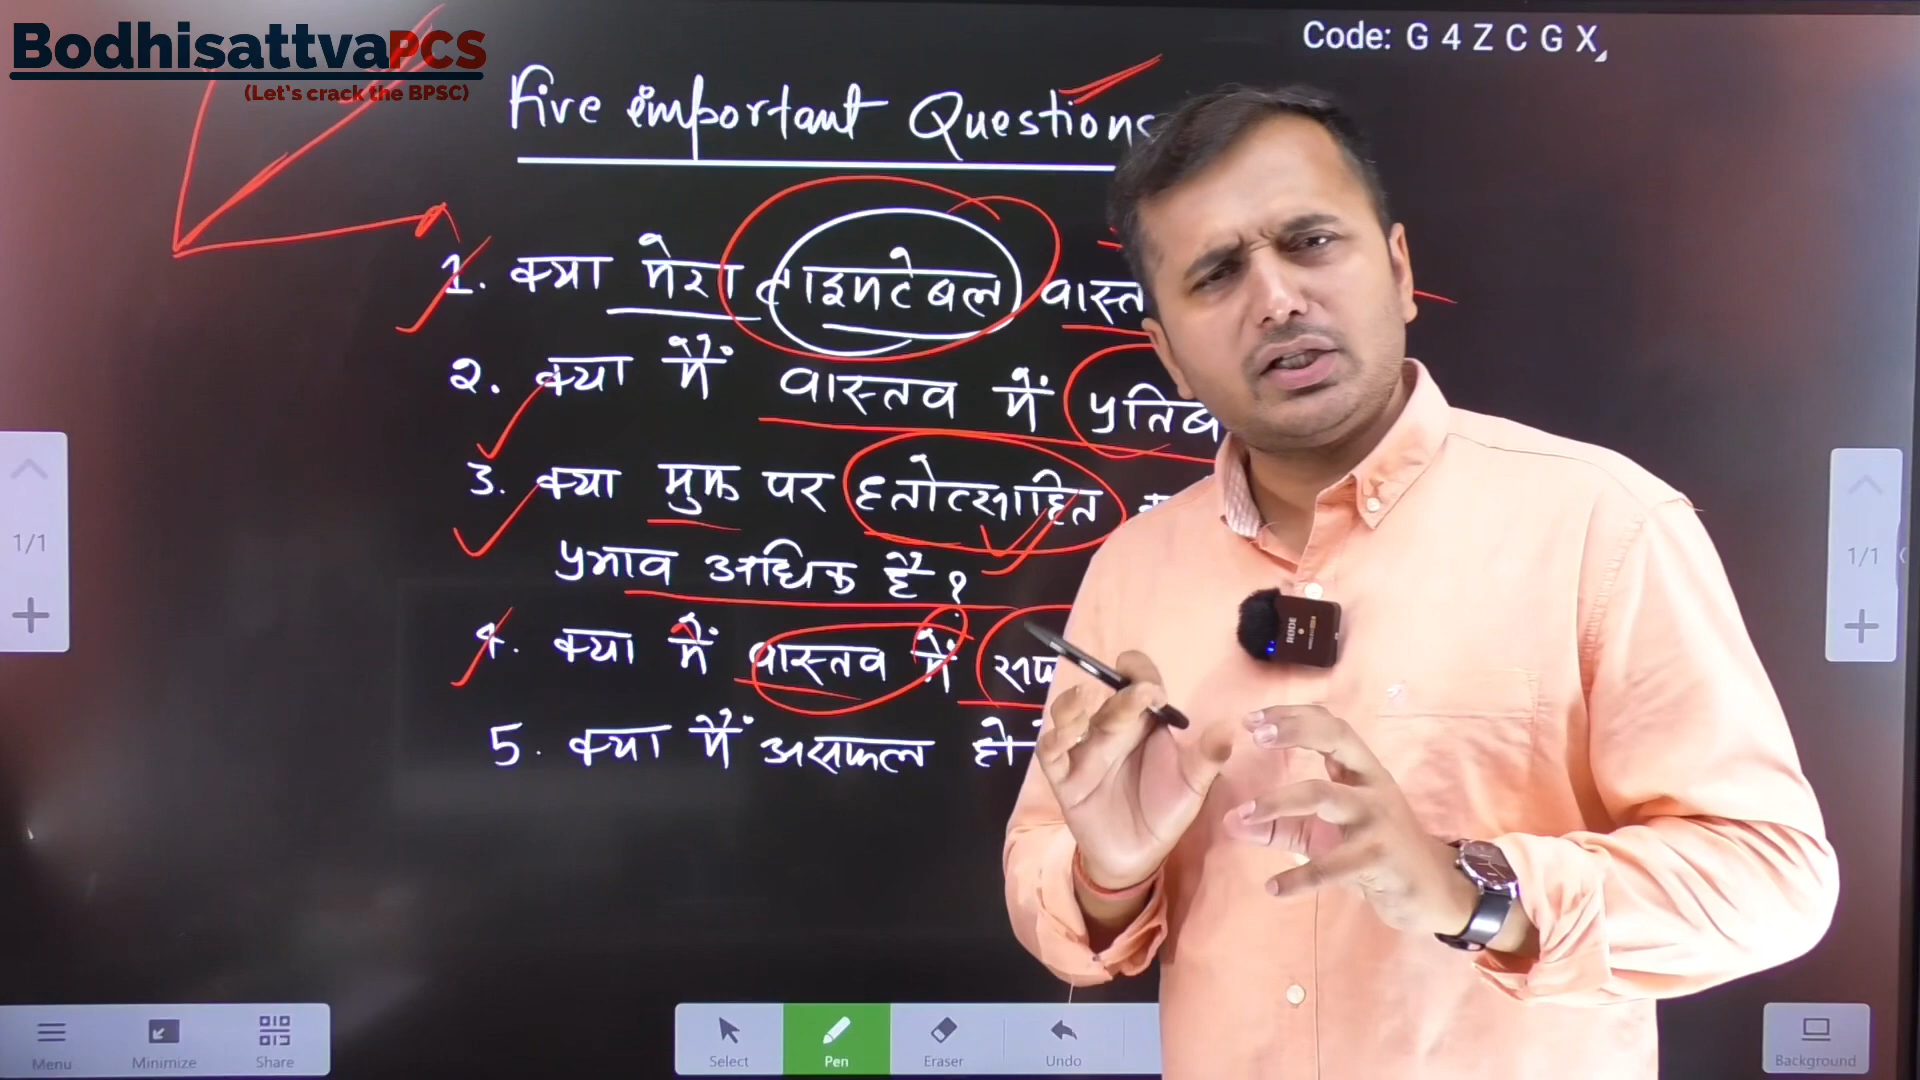 BodhisattvaPCS
(Let's crack the BPSC)
Code: G 4 Z C G X
Five important Questions
1. क्या मेरा टाइमटेबल
2. क्या मैं वास्तव में
3. क्या मुझ पर हतोत्साहित
प्रभाव अधिक है?
4. क्या मैं वास्तव में
5. क्या मैं असफल
1/1
1/1
RODE
Menu
Minimize
Share
Select
Pen
Eraser
Undo
Background